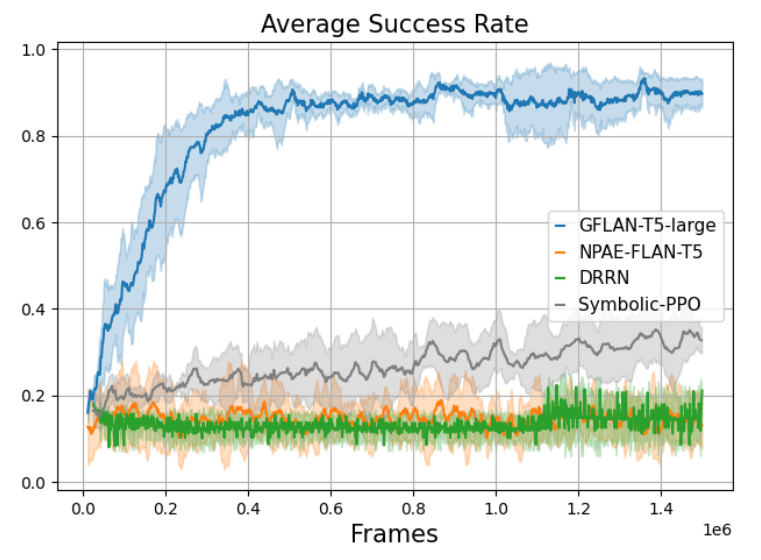 Average Success Rate
1.0
0.8
0.6
0.4
0.2
0.0
GFLAN-T5-large
NPAE-FLAN-T5
DRRN
Symbolic-PPO
0.0 0.2 0.4 0.6 0.8 1.0 1.2 1.4
1e6
Frames